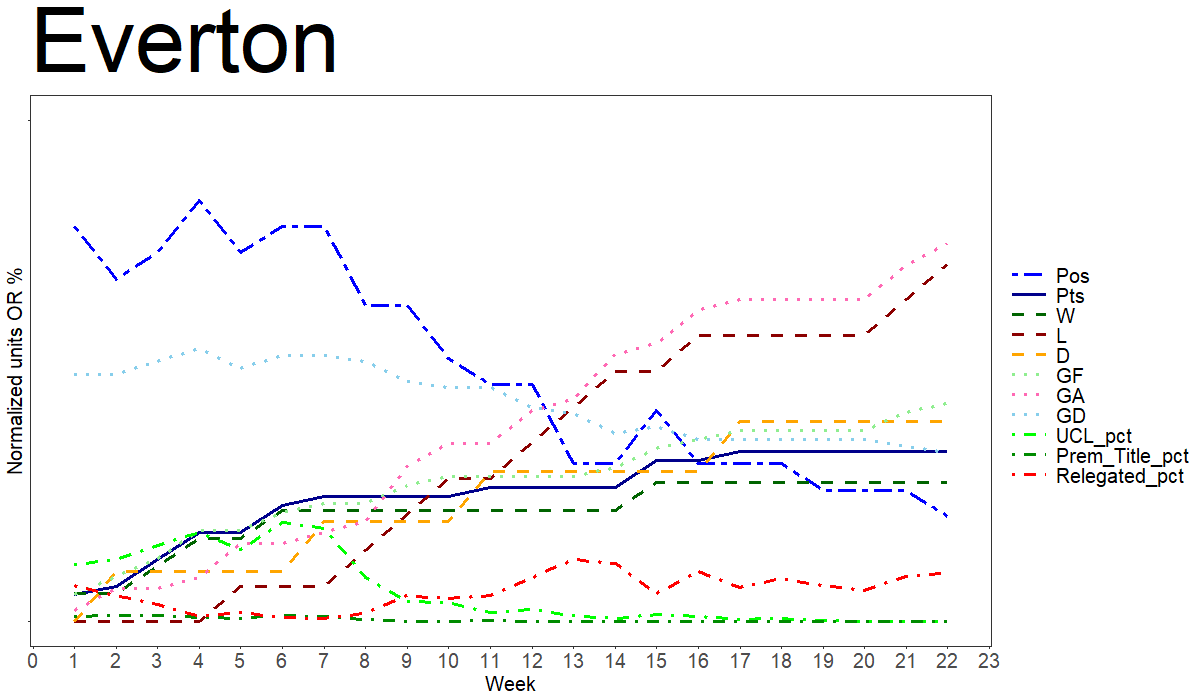 Everton
Normalized units OR %
Pos
Pts
W
L
D
GF
GA
GD
UCL_pct
Prem_Title_pct
Relegated_pct
0 1 2 3 4 5 6 7 8 9 10 11 12 13 14 15 16 17 18 19 20 21 22 23
Week